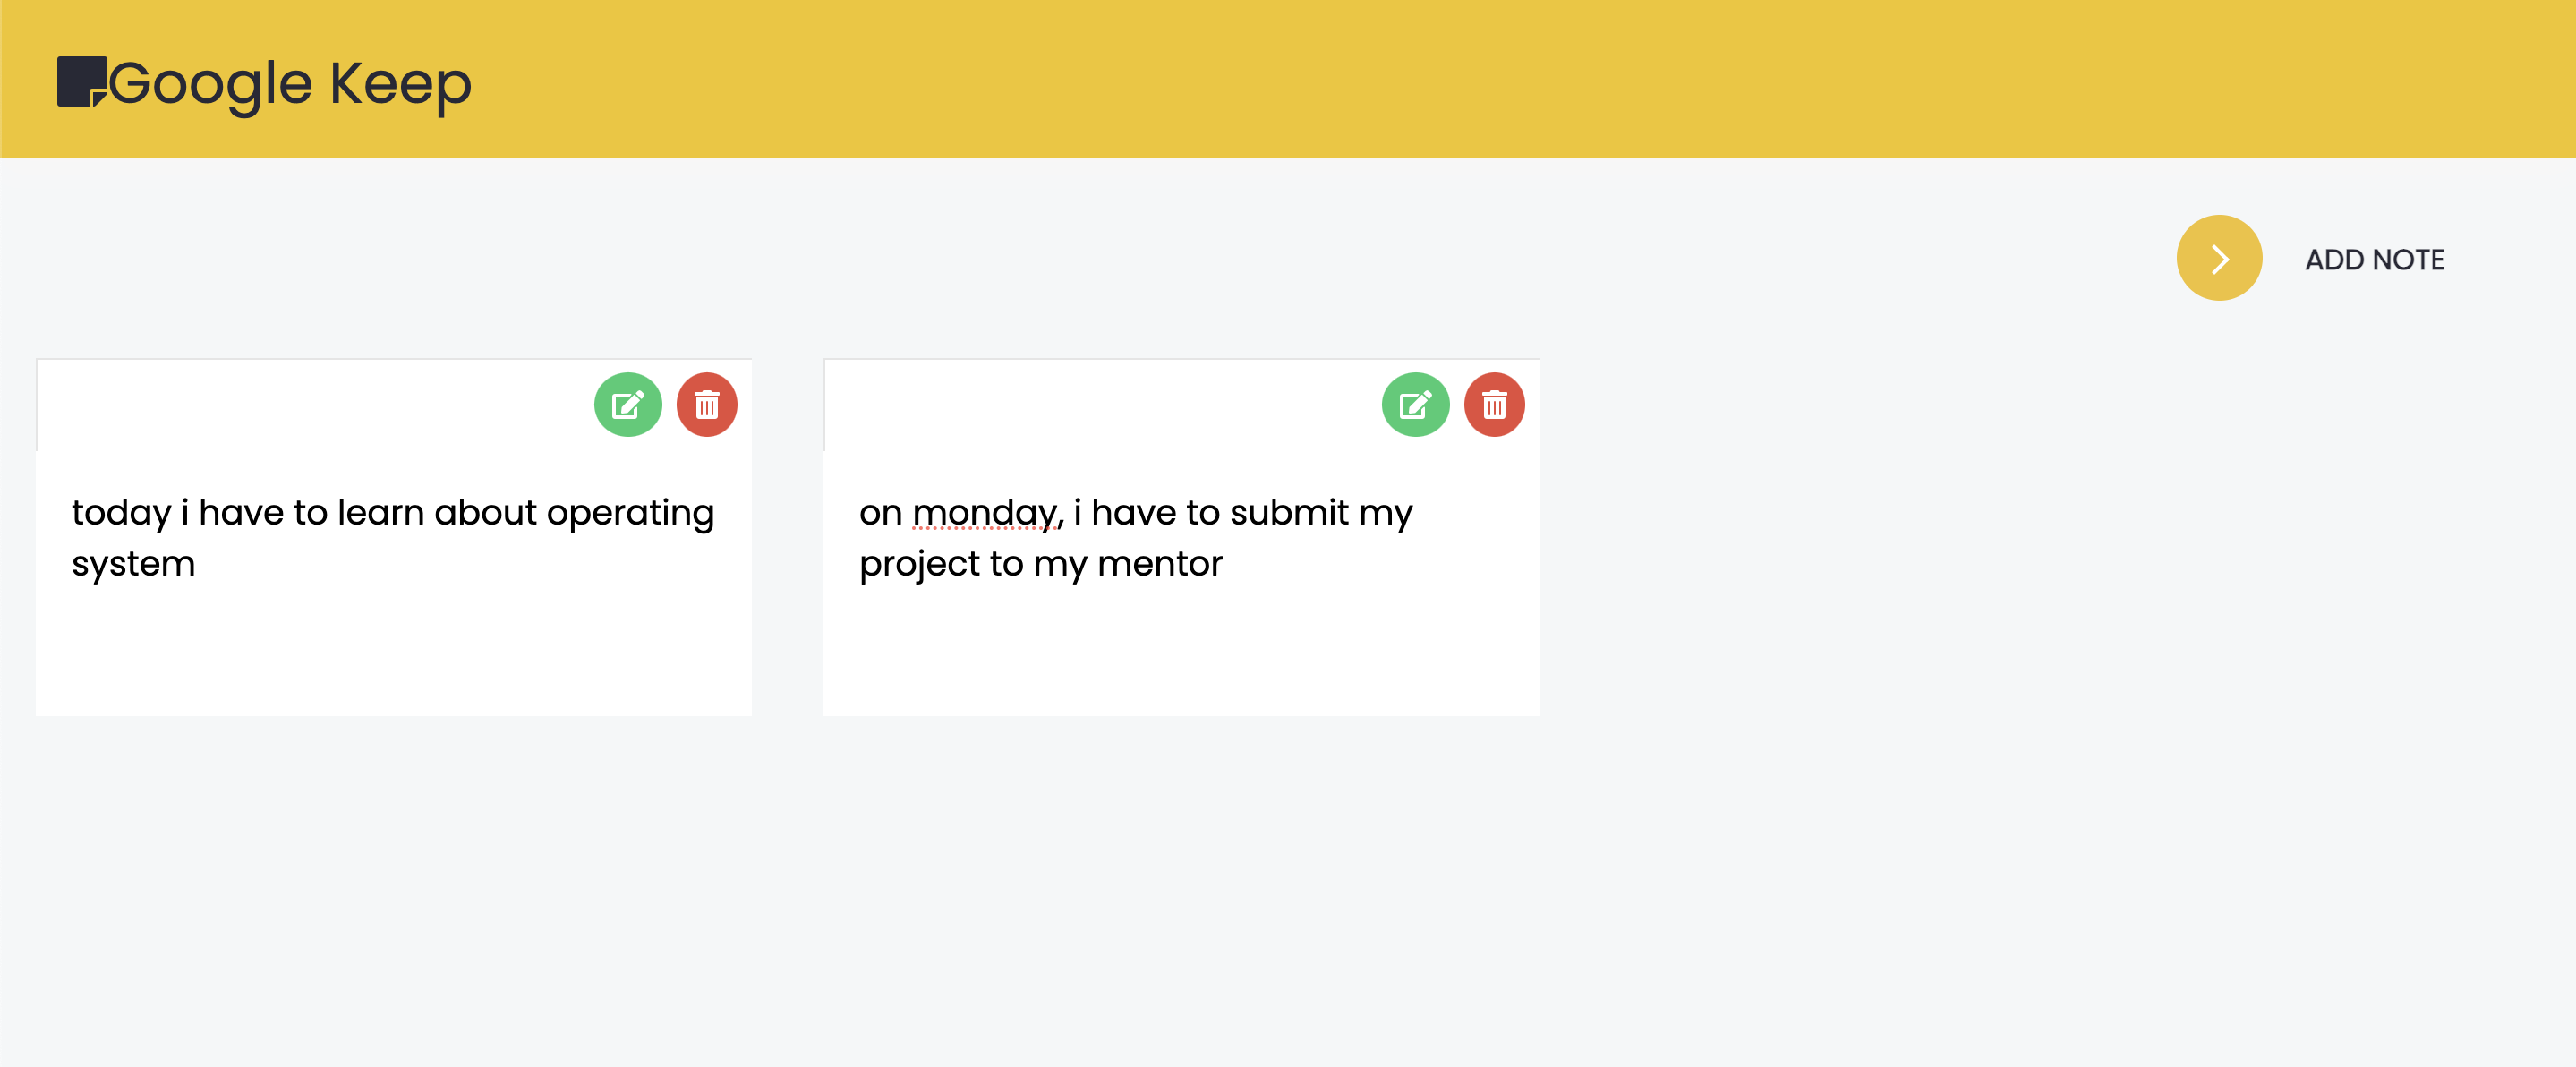 Google Keep
ADD NOTE
today i have to learn about operating
system
on monday, i have to submit my
project to my mentor